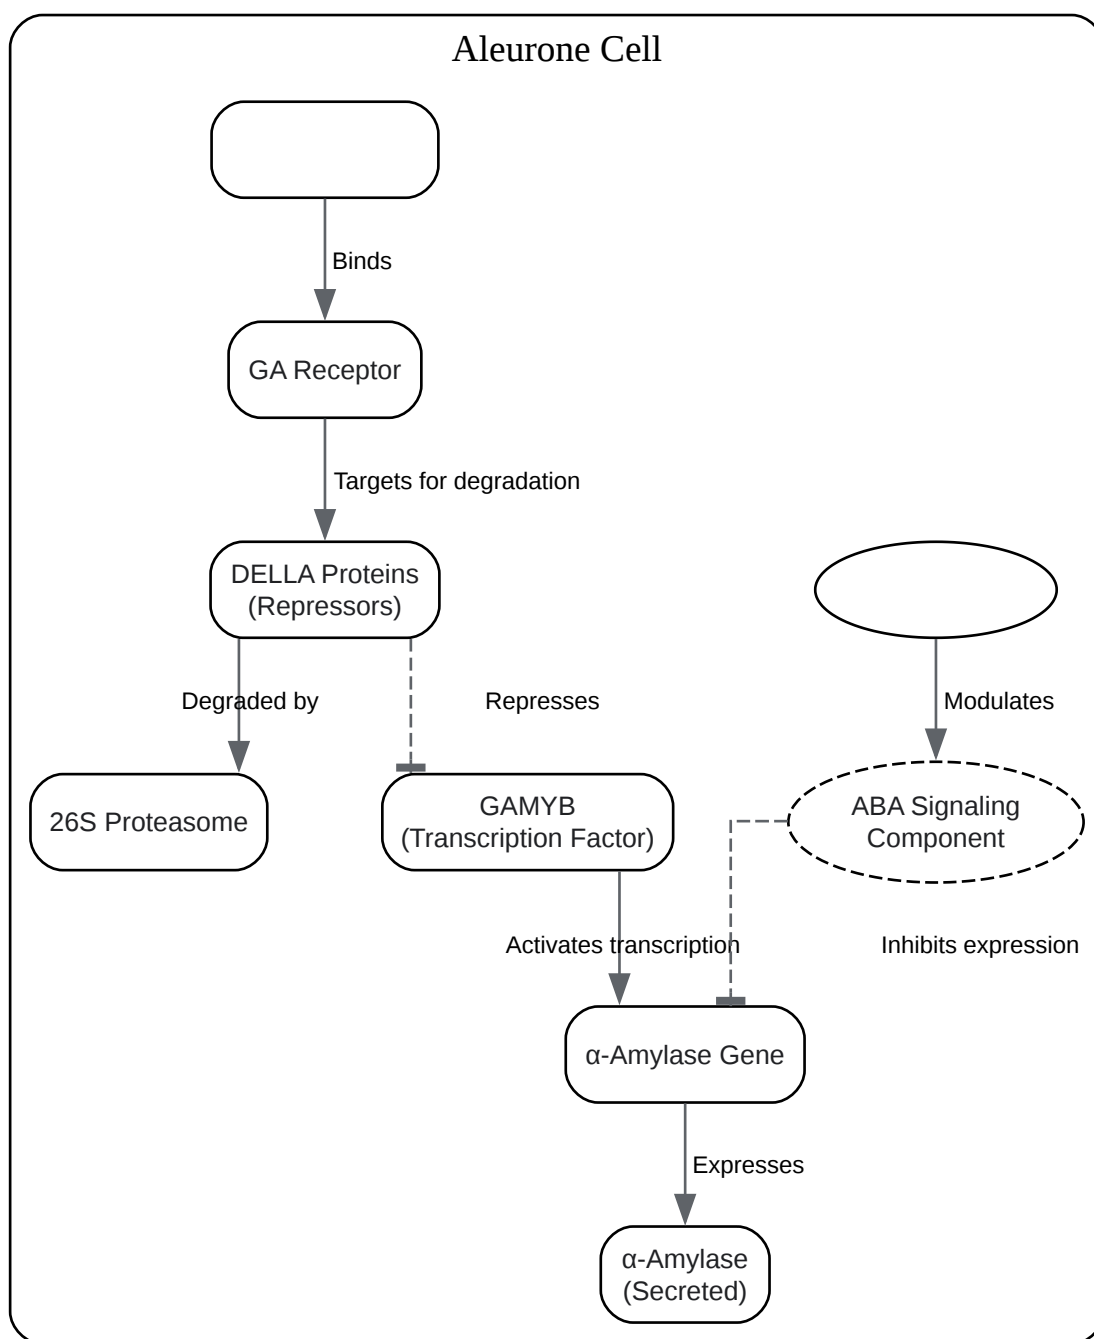 Aleurone Cell
Binds
GA Receptor
Targets for degradation
DELLA Proteins
(Repressors)
Degraded by
Represses
Modulates
26S Proteasome
GAMYB
(Transcription Factor)
ABA Signaling
Component
Activates transcription
Inhibits expression
α-Amylase Gene
Expresses
α-Amylase
(Secreted)